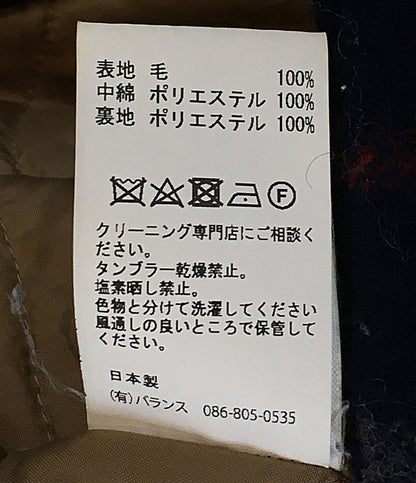 表地 毛 100%
中綿 ポリエステル 100%
裏地 ポリエステル 100%
F
クリーニング専門店にご相談く
ださい。
タンブラー乾燥禁止。
塩素晒し禁止。
色物と分けて洗濯してください
風通しの良いところで保管して
ください。
日本製
(有)バランス 086-805-0535